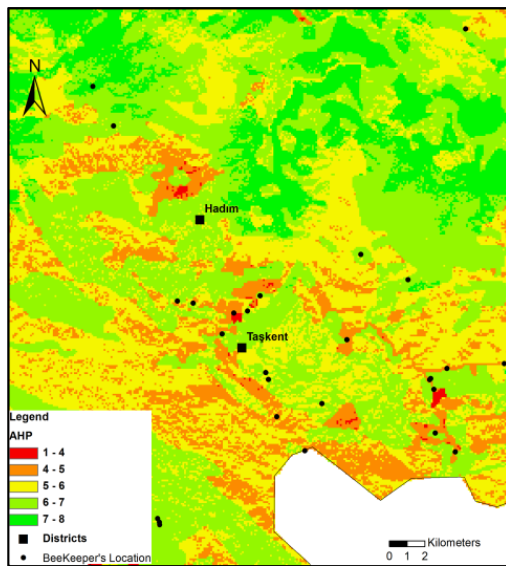 N
Hadım
Taşkent
Legend
AHP
1 - 4
4 - 5
5 - 6
6 - 7
7 - 8
Districts
BeeKeeper's Location
Kilometers
0 1 2